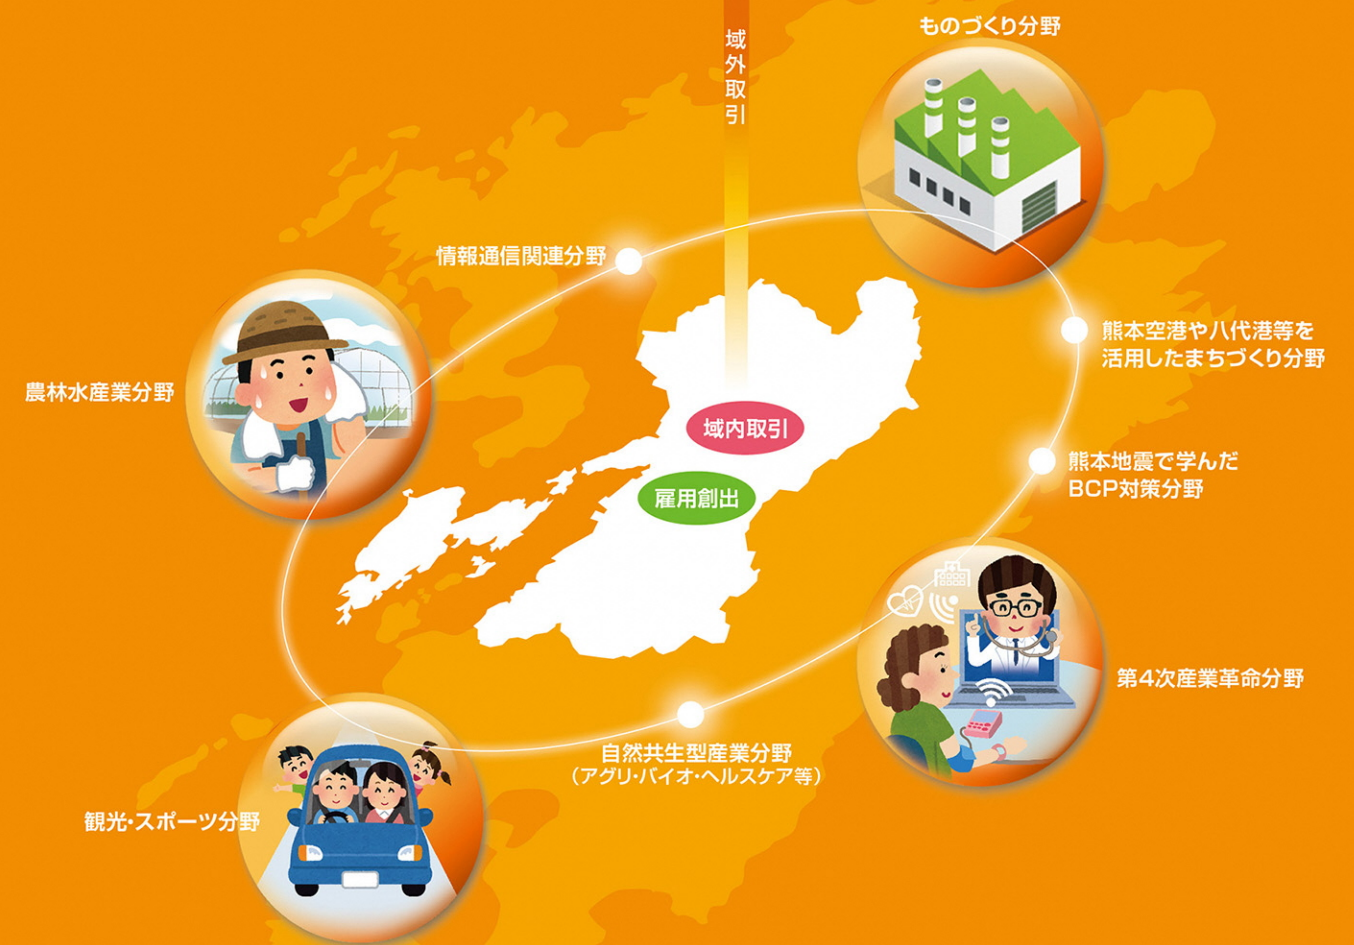 ものづくり分野
域外取引
情報通信関連分野
熊本空港や八代港等を
活用したまちづくり分野
農林水産業分野
域内取引
熊本地震で学んだ
BCP対策分野
雇用創出
第4次産業革命分野
自然共生型産業分野
（アグリ・バイオ・ヘルスケア等）
観光・スポーツ分野